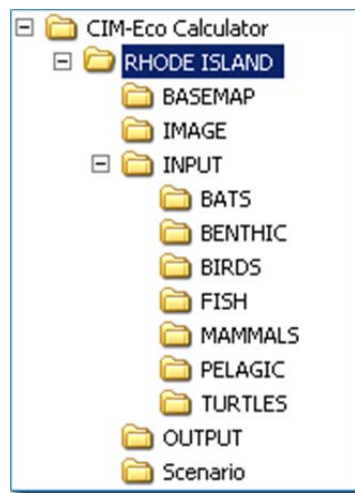 CIM-Eco Calculator
RHODE ISLAND
BASEMAP
IMAGE
INPUT
BATS
BENTHIC
BIRDS
FISH
MAMMALS
PELAGIC
TURTLES
OUTPUT
Scenario